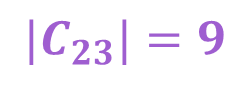 |C₂₃| = 9